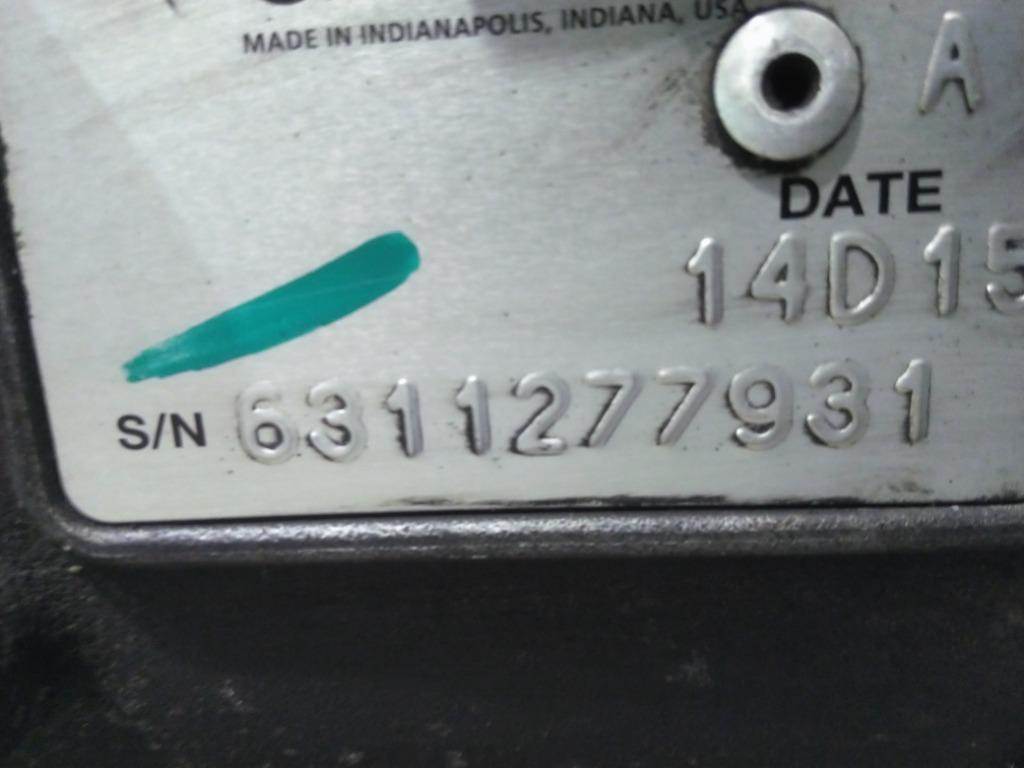 MADE IN INDIANAPOLIS, INDIANA, USA
A
DATE
14D15
S/N 6311277931